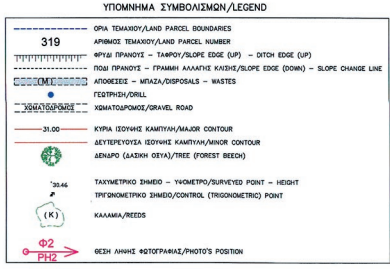 ΥΠΟΜΝΗΜΑ ΣΥΜΒΟΛΙΣΜΩΝ/LEGEND
ΟΡΙΑ ΤΕΜΑΧΙΟΥ/LAND PARCEL BOUNDARIES
319 ΑΡΙΘΜΟΣ ΤΕΜΑΧΙΟΥ/LAND PARCEL NUMBER
ΦΡΥΔΙ ΠΡΑΝΟΥΣ - ΤΑΦΡΟΥ/SLOPE EDGE (UP) - DITCH EDGE (UP)
ΠΟΔΙ ΠΡΑΝΟΥΣ - ΓΡΑΜΜΗ ΑΛΛΑΓΗΣ ΚΛΙΣΗΣ/SLOPE EDGE (DOWN) - SLOPE CHANGE LINE
(Μ) ΑΠΟΘΕΣΕΙΣ - ΜΠΑΖΑ/DISPOSALS - WASTES
ΓΕΩΤΡΗΣΗ/DRILL
ΧΩΜΑΤΟΔΡΟΜΟΣ ΧΩΜΑΤΟΔΡΟΜΟΣ/GRAVEL ROAD
31.00 ΚΥΡΙΑ ΙΣΟΥΨΗΣ ΚΑΜΠΥΛΗ/MAJOR CONTOUR
ΔΕΥΤΕΡΕΥΟΥΣΑ ΙΣΟΥΨΗΣ ΚΑΜΠΥΛΗ/MINOR CONTOUR
ΔΕΝΔΡΟ (ΔΑΣΙΚΗ ΟΞΥΑ)/TREE (FOREST BEECH)
30.46 ΤΑΧΥΜΕΤΡΙΚΟ ΣΗΜΕΙΟ - ΥΨΟΜΕΤΡΟ/SURVEYED POINT - HEIGHT
ΤΡΙΓΩΝΟΜΕΤΡΙΚΟ ΣΗΜΕΙΟ/CONTROL (TRIGONOMETRIC) POINT
(Κ) ΚΑΛΑΜΙΑ/REEDS
Φ2
PH2 ΘΕΣΗ ΛΗΨΗΣ ΦΩΤΟΓΡΑΦΙΑΣ/PHOTO'S POSITION